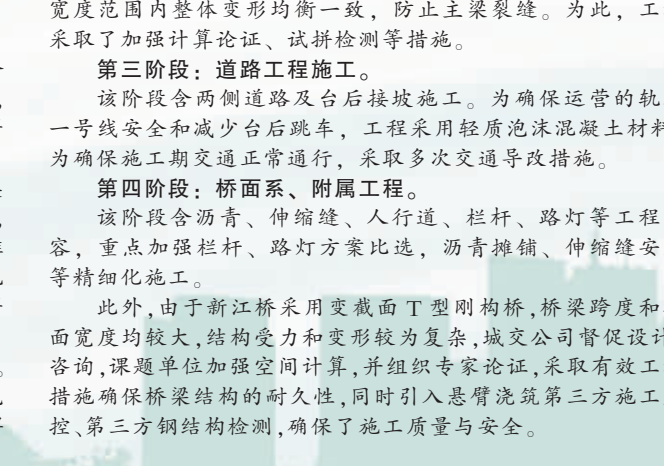 宽度范围内整体变形均衡一致，防止主梁裂缝。为此，工
采取了加强计算论证、试拼检测等措施。
第三阶段：道路工程施工。
该阶段含两侧道路及台后接坡施工。为确保运营的轨
一号线安全和减少台后跳车，工程采用轻质泡沫混凝土材料
为确保施工期交通正常通行，采取多次交通导改措施。
第四阶段：桥面系、附属工程。
该阶段含沥青、伸缩缝、人行道、栏杆、路灯等工程
容，重点加强栏杆、路灯方案比选，沥青摊铺、伸缩缝安
等精细化施工。
此外,由于新江桥采用变截面 T 型刚构桥,桥梁跨度和
面宽度均较大,结构受力和变形较为复杂,城交公司督促设计
咨询,课题单位加强空间计算,并组织专家论证,采取有效工
措施确保桥梁结构的耐久性,同时引入悬臂浇筑第三方施工
控、第三方钢结构检测,确保了施工质量与安全。